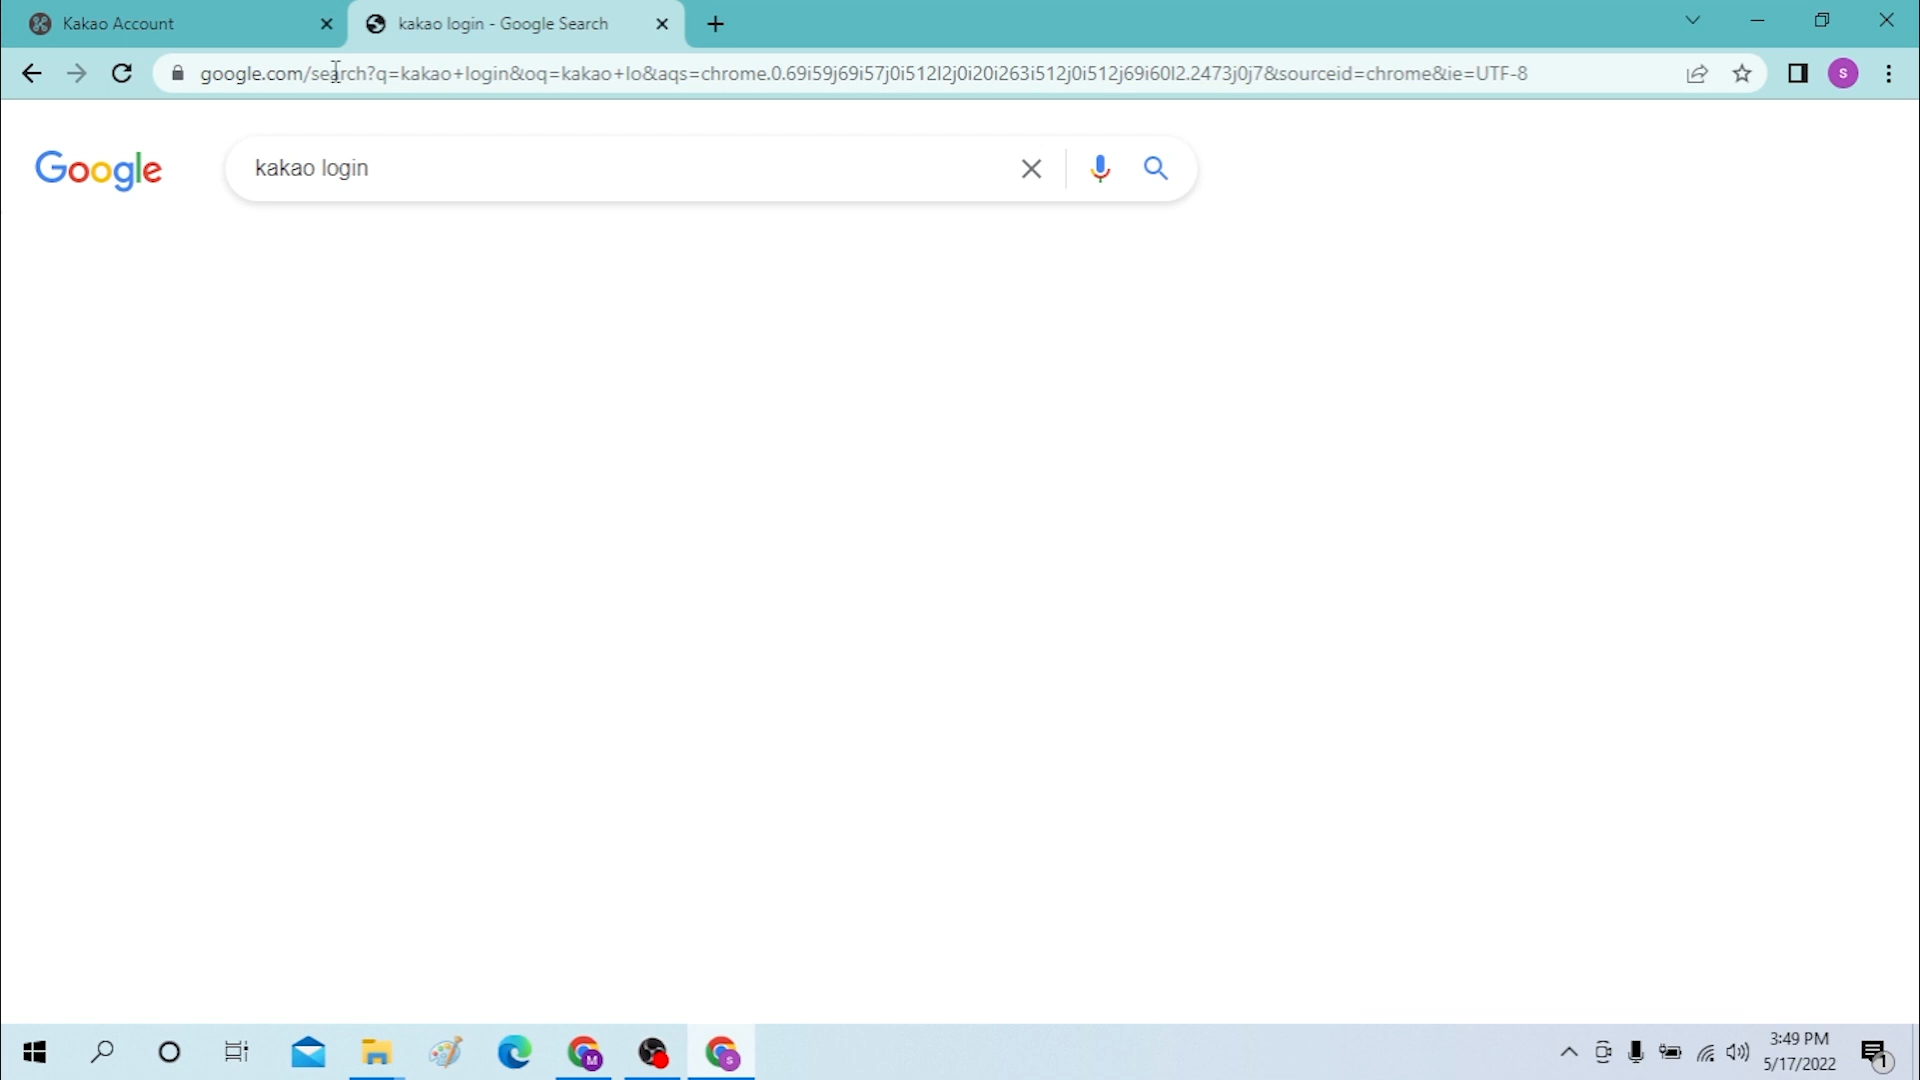 Kakao Account
kakao login - Google Search
google.com/search?q=kakao+login&oq=kakao+lo&aqs=chrome.0.69i59j69i57j0i512l2j0i20i263i512j0i512j69i60l2.2473j0j7&sourceid=chrome&ie=UTF-8
S
Google
kakao login
M
S
3:49 PM
5/17/2022
1